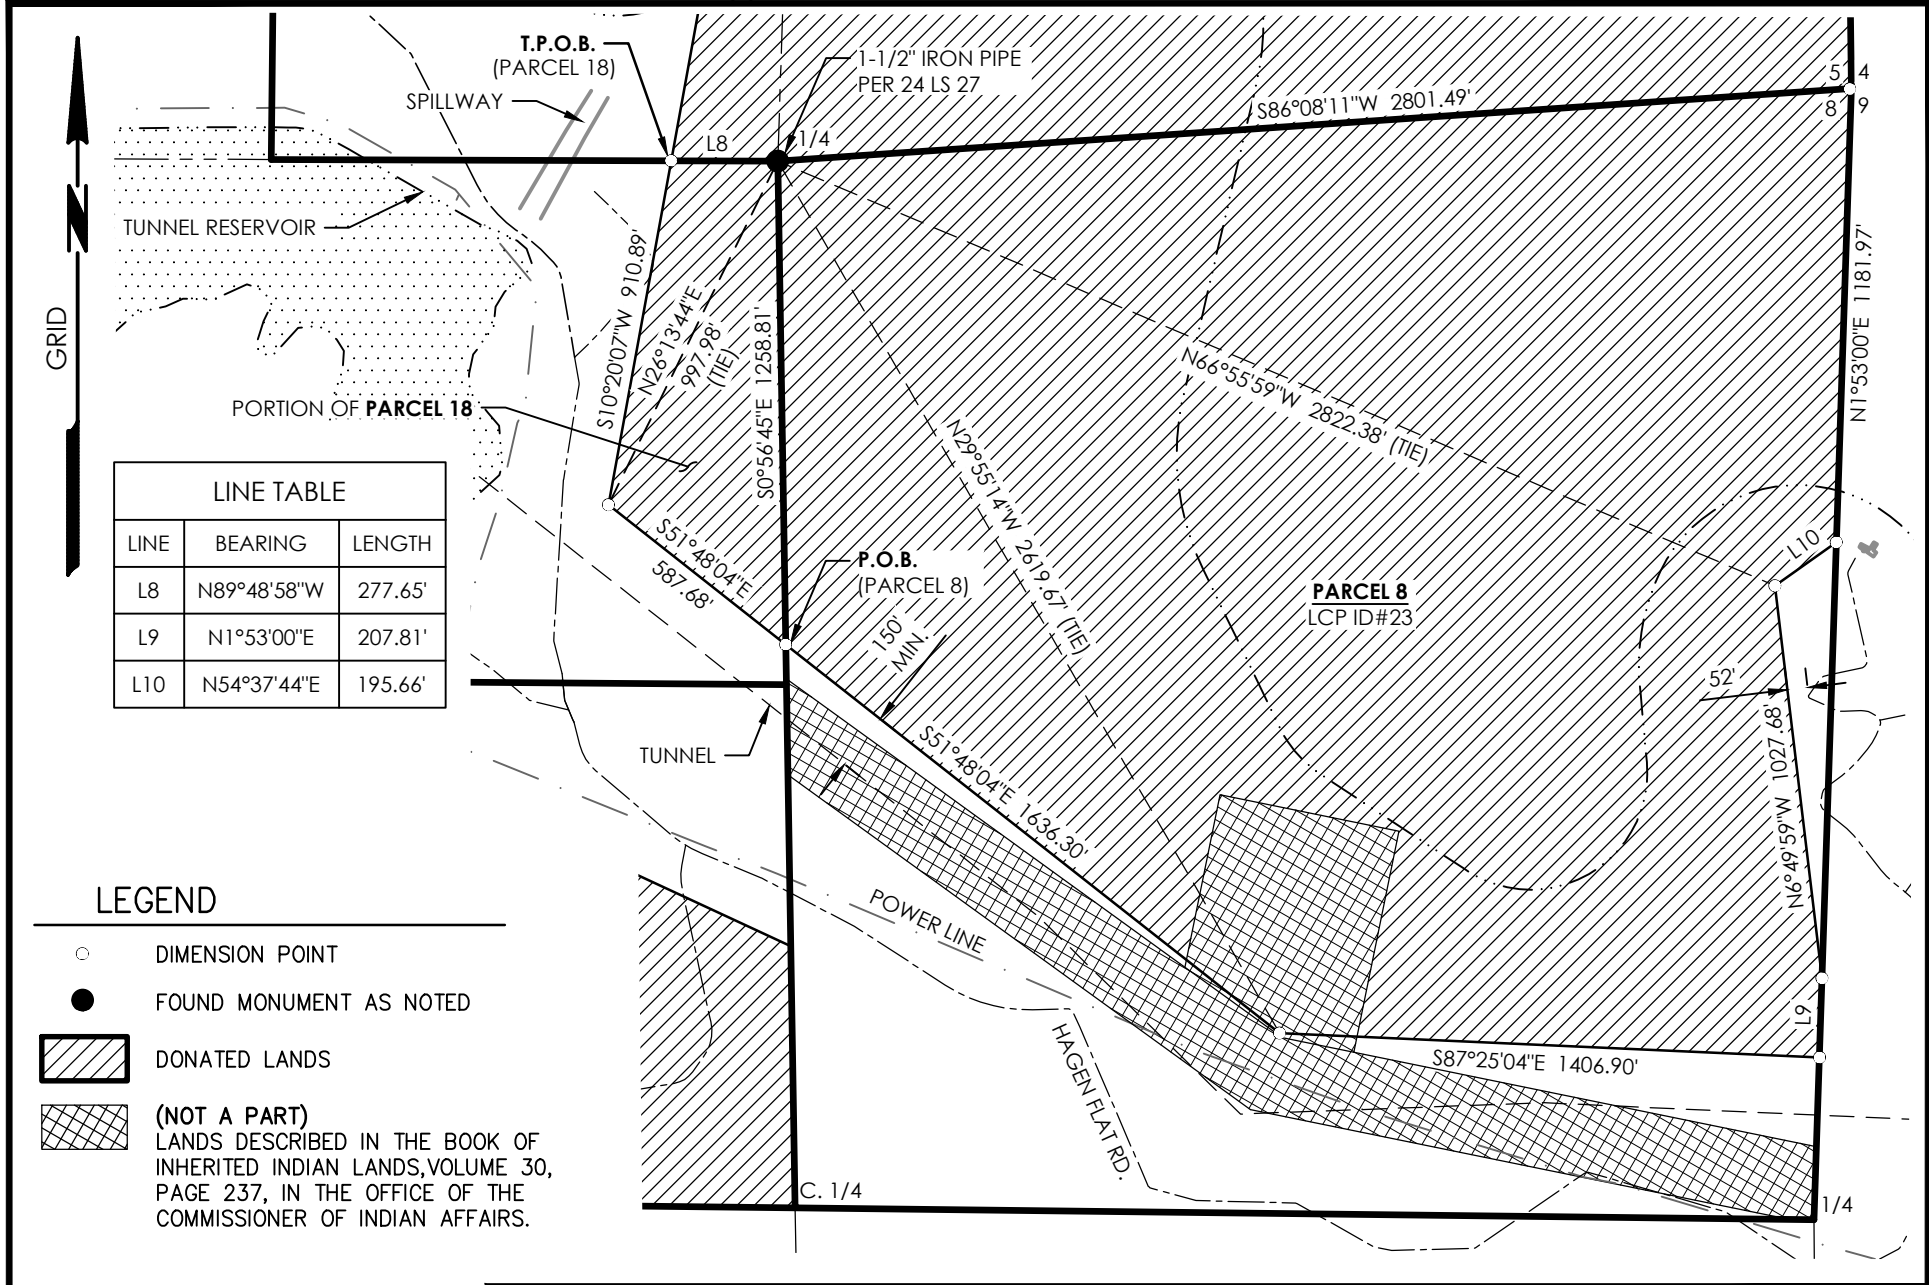 T.P.O.B.
(PARCEL 18)
1-1/2" IRON PIPE
PER 24 LS 27
SPILLWAY
5
4
8
9
S86°08'11"W 2801.49'
L8
1/4
N
GRID
TUNNEL RESERVOIR
S10°20'07"W 910.89'
N26°13'44"E
997.98'
(TIE)
S0°56'45"E 1258.81'
N1°53'00"E 1181.97'
N66°55'59"W 2822.38' (TIE)
N29°55'14"W 2619.67' (TIE)
PORTION OF PARCEL 18
LINE TABLE
LINE BEARING LENGTH
L8 N89°48'58"W 277.65'
L9 N1°53'00"E 207.81'
L10 N54°37'44"E 195.66'
S51°48'04"E
587.68'
P.O.B.
(PARCEL 8)
150'
MIN.
PARCEL 8
LCP ID#23
L10
52'
N6°49'59"W 1027.68'
TUNNEL
S51°48'04"E 1636.30'
POWER LINE
L9
S87°25'04"E 1406.90'
HAGEN FLAT RD.
C. 1/4
1/4
LEGEND
DIMENSION POINT
FOUND MONUMENT AS NOTED
DONATED LANDS
(NOT A PART)
LANDS DESCRIBED IN THE BOOK OF
INHERITED INDIAN LANDS,VOLUME 30,
PAGE 237, IN THE OFFICE OF THE
COMMISSIONER OF INDIAN AFFAIRS.